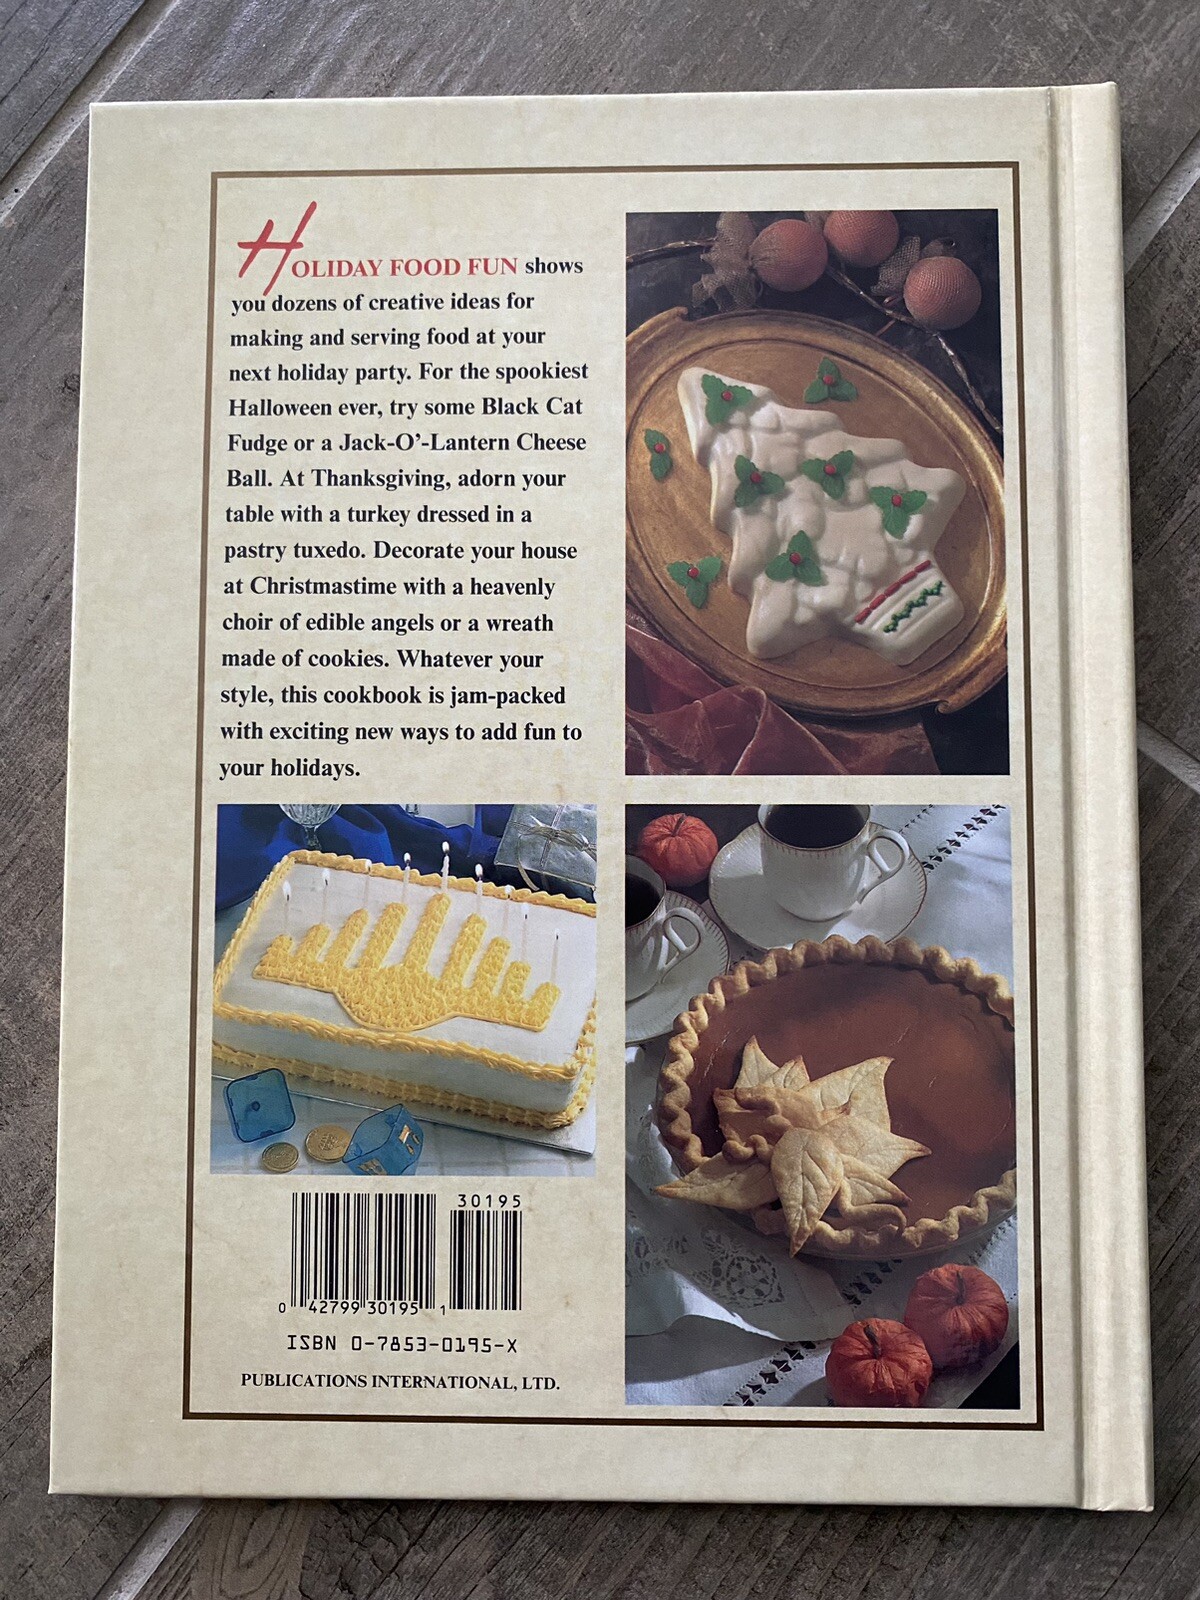 HOLIDAY FOOD FUN shows
you dozens of creative ideas for
making and serving food at your
next holiday party. For the spookiest
Halloween ever, try some Black Cat
Fudge or a Jack-O’-Lantern Cheese
Ball. At Thanksgiving, adorn your
table with a turkey dressed in a
pastry tuxedo. Decorate your house
at Christmastime with a heavenly
choir of edible angels or a wreath
made of cookies. Whatever your
style, this cookbook is jam-packed
with exciting new ways to add fun to
your holidays.
30195
0 42799 30195 1
ISBN 0-7853-0195-X
PUBLICATIONS INTERNATIONAL, LTD.